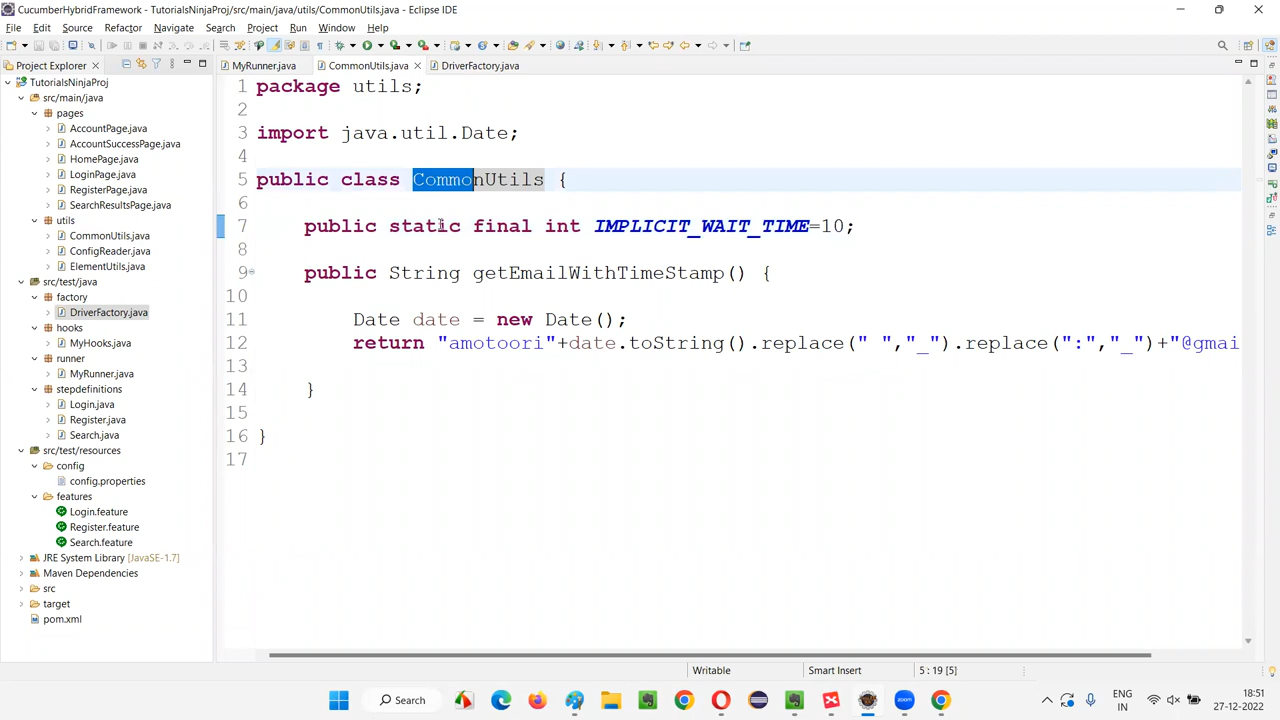 CucumberHybridFramework - TutorialsNinjaProj/src/main/java/utils/CommonUtils.java - Eclipse IDE
File Edit Source Refactor Navigate Search Project Run Window Help
Project Explorer
MyRunner.java CommonUtils.java DriverFactory.java
TutorialsNinjaProj
src/main/java
pages
AccountPage.java
AccountSuccessPage.java
HomePage.java
LoginPage.java
RegisterPage.java
SearchResultsPage.java
utils
CommonUtils.java
ConfigReader.java
ElementUtils.java
src/test/java
factory
DriverFactory.java
hooks
MyHooks.java
runner
MyRunner.java
stepdefinitions
Login.java
Register.java
Search.java
src/test/resources
config
config.properties
features
Login.feature
Register.feature
Search.feature
JRE System Library [JavaSE-1.7]
Maven Dependencies
src
target
pom.xml
1 package utils;
2
3 import java.util.Date;
4
5 public class CommonUtils {
6
7 public static final int IMPLICIT_WAIT_TIME=10;
8
9 public String getEmailWithTimeStamp() {
10
11 Date date = new Date();
12 return "amotoori"+date.toString().replace(" ","_").replace(":","_")+"@gmai
13
14 }
15
16 }
17
Writable Smart Insert 5 : 19 [5]
Search
ENG
IN
18:51
27-12-2022